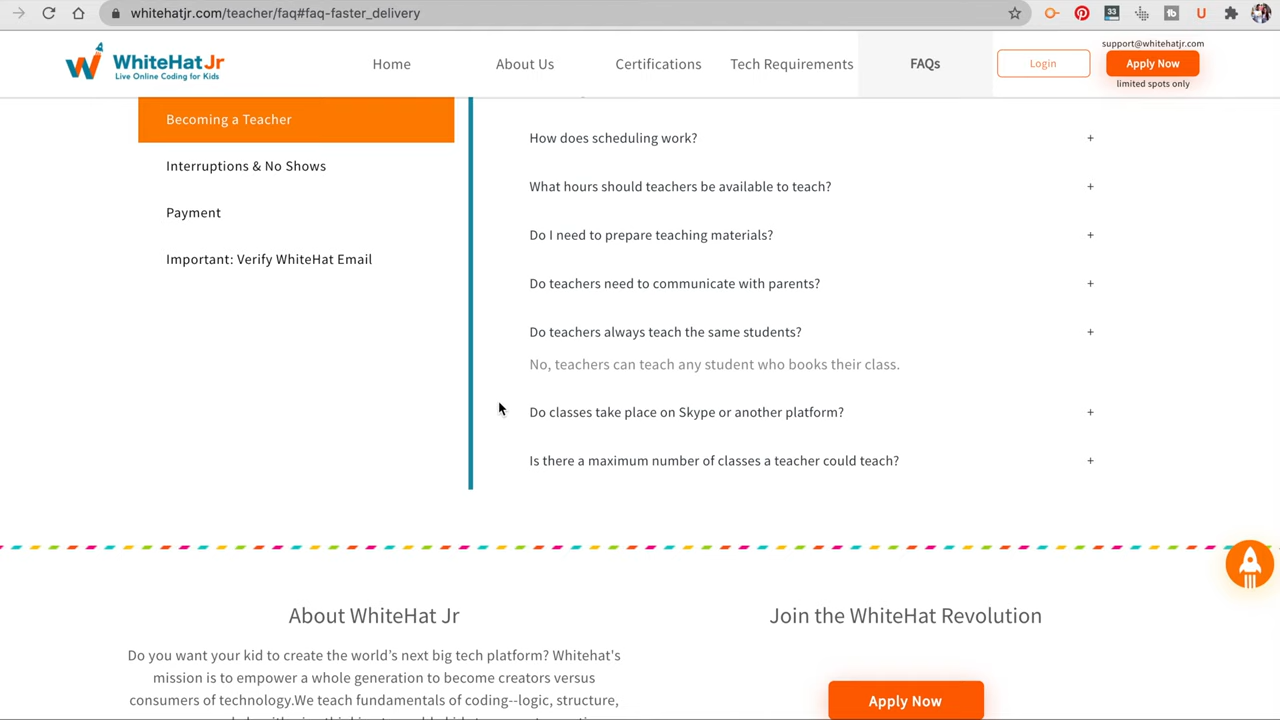 whitehatjr.com/teacher/faq#faq-faster_delivery
33
tb
U
WhiteHat Jr
Live Online Coding for Kids
Home
About Us
Certifications
Tech Requirements
FAQs
Login
support@whitehatjr.com
Apply Now
limited spots only
Becoming a Teacher
Interruptions & No Shows
Payment
Important: Verify WhiteHat Email
How does scheduling work? +
What hours should teachers be available to teach? +
Do I need to prepare teaching materials? +
Do teachers need to communicate with parents? +
Do teachers always teach the same students? +
No, teachers can teach any student who books their class.
Do classes take place on Skype or another platform? +
Is there a maximum number of classes a teacher could teach? +
About WhiteHat Jr
Do you want your kid to create the world's next big tech platform? Whitehat's
mission is to empower a whole generation to become creators versus
consumers of technology.We teach fundamentals of coding--logic, structure,
Join the WhiteHat Revolution
Apply Now